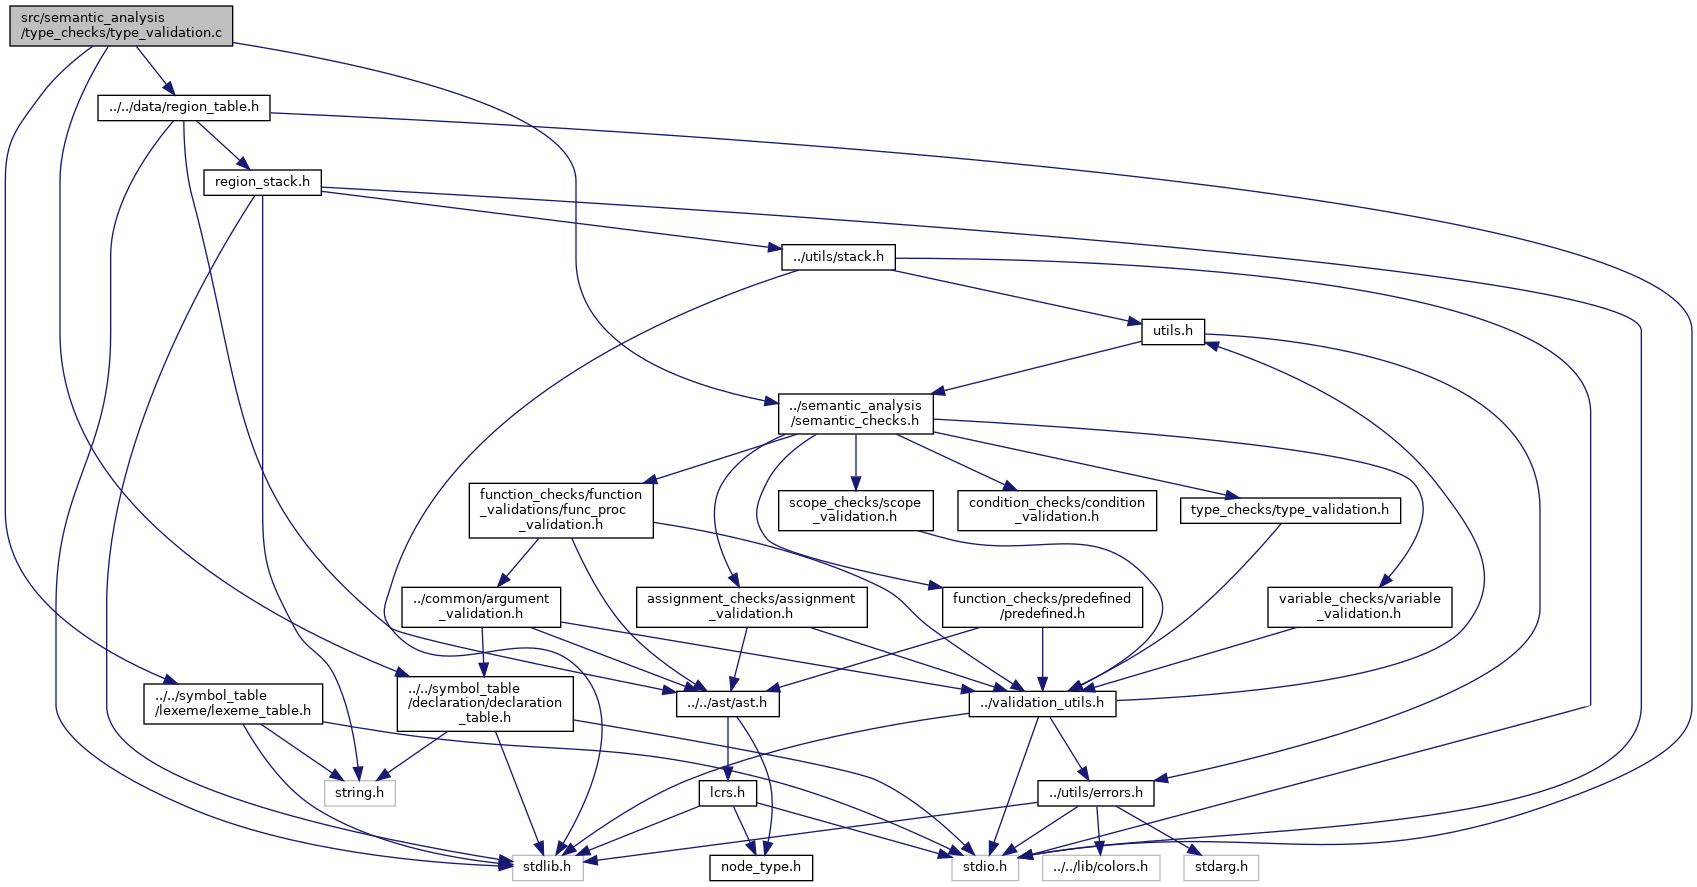 src/semantic_analysis
/type_checks/type_validation.c
../../data/region_table.h
region_stack.h
../utils/stack.h
utils.h
../semantic_analysis
/semantic_checks.h
function_checks/function
_validations/func_proc
_validation.h
scope_checks/scope
_validation.h
condition_checks/condition
_validation.h
type_checks/type_validation.h
../common/argument
_validation.h
assignment_checks/assignment
_validation.h
function_checks/predefined
/predefined.h
variable_checks/variable
_validation.h
../../symbol_table
/lexeme/lexeme_table.h
../../symbol_table
/declaration/declaration
_table.h
../../ast/ast.h
../validation_utils.h
string.h
lcrs.h
../utils/errors.h
stdlib.h
node_type.h
stdio.h
../../lib/colors.h
stdarg.h